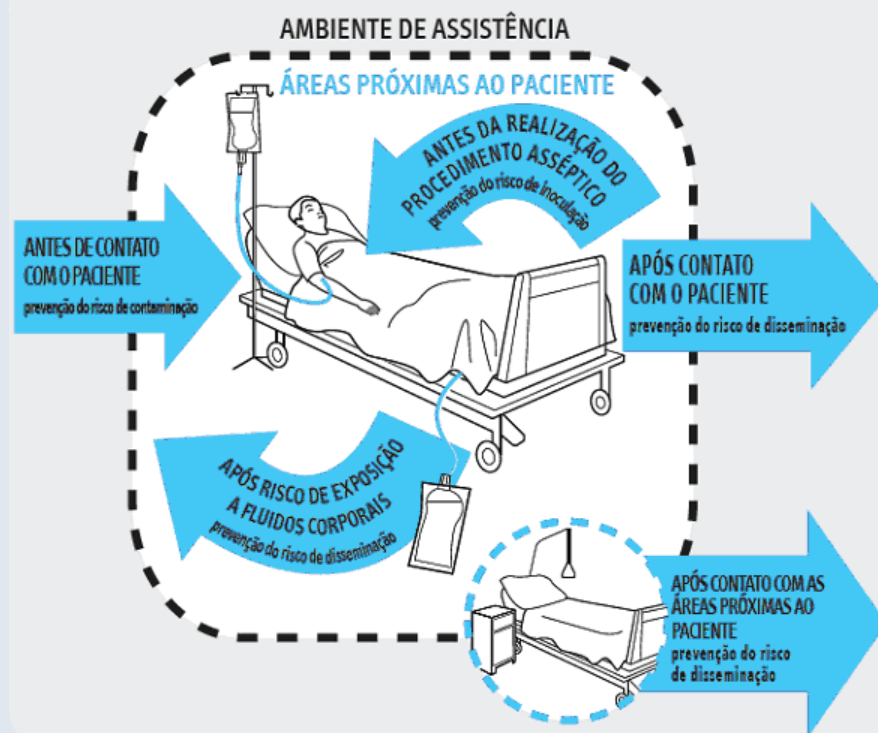 AMBIENTE DE ASSISTÊNCIA
ÁREAS PRÓXIMAS AO PACIENTE
ANTES DA REALIZAÇÃO DO
PROCEDIMENTO ASSÉPTICO
prevenção do risco de inoculação
ANTES DE CONTATO
COM O PACIENTE
prevenção do risco de contaminação
APÓS CONTATO
COM O PACIENTE
prevenção do risco de disseminação
APÓS RISCO DE EXPOSIÇÃO
A FLUIDOS CORPORAIS
prevenção do risco de disseminação
APÓS CONTATO COM AS
ÁREAS PRÓXIMAS AO
PACIENTE
prevenção do risco
de disseminação